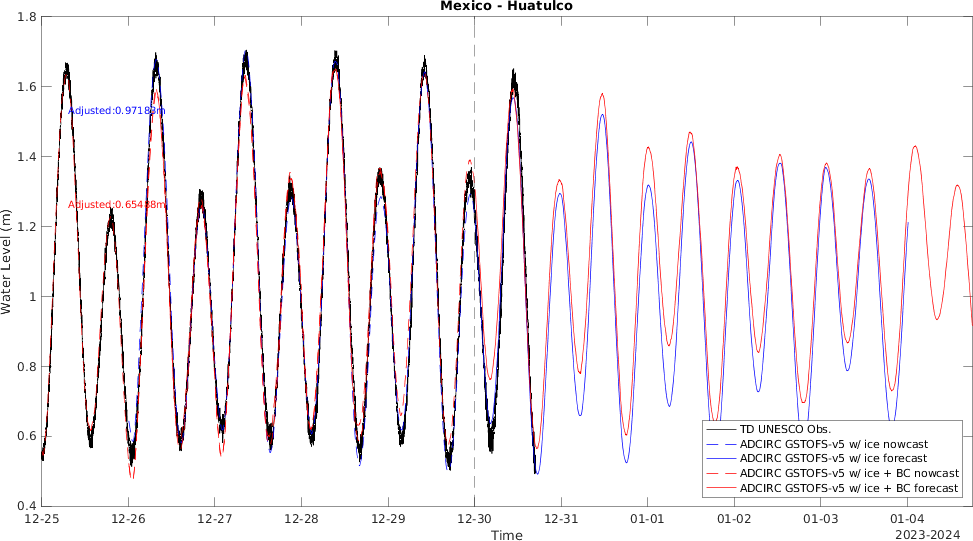 Mexico - Huatulco
1.8
1.6
1.4
1.2
1
0.8
0.6
0.4
Water Level (m)
Adjusted:0.97183m
Adjusted:0.65488m
TD UNESCO Obs.
ADCIRC GSTOFS-v5 w/ ice nowcast
ADCIRC GSTOFS-v5 w/ ice forecast
ADCIRC GSTOFS-v5 w/ ice + BC nowcast
ADCIRC GSTOFS-v5 w/ ice + BC forecast
12-25 12-26 12-27 12-28 12-29 12-30 12-31 01-01 01-02 01-03 01-04
Time
2023-2024